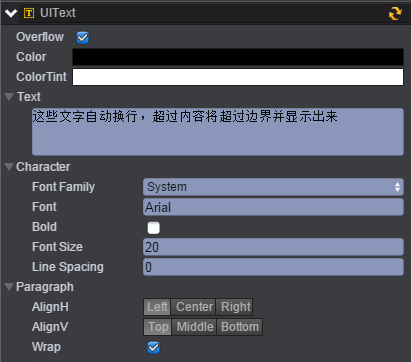 UIText
Overflow
Color
ColorTint
Text
这些文字自动换行，超过内容将超过边界并显示出来
Character
Font Family System
Font Arial
Bold
Font Size 20
Line Spacing 0
Paragraph
AlignH Left Center Right
AlignV Top Middle Bottom
Wrap